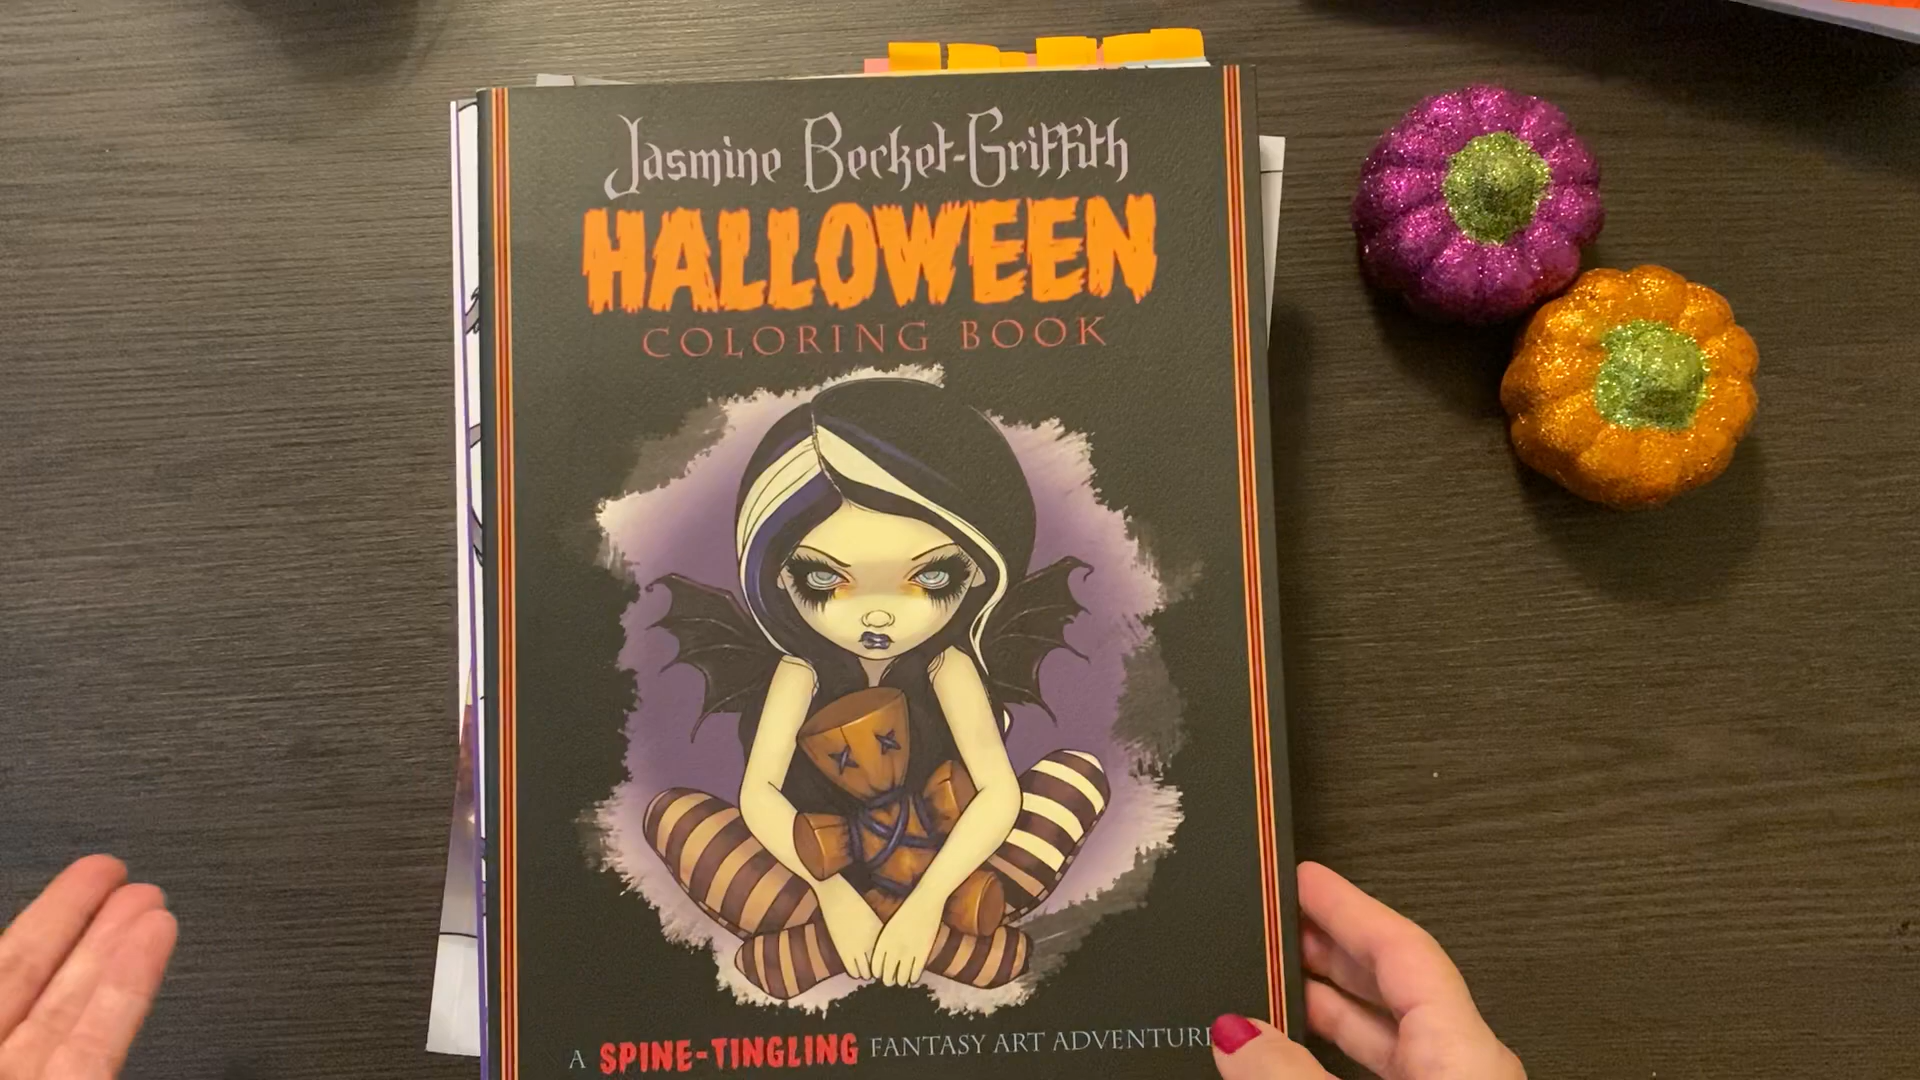 Jasmine Becket-Griffith
HALLOWEEN
COLORING BOOK
A SPINE-TINGLING FANTASY ART ADVENTURE